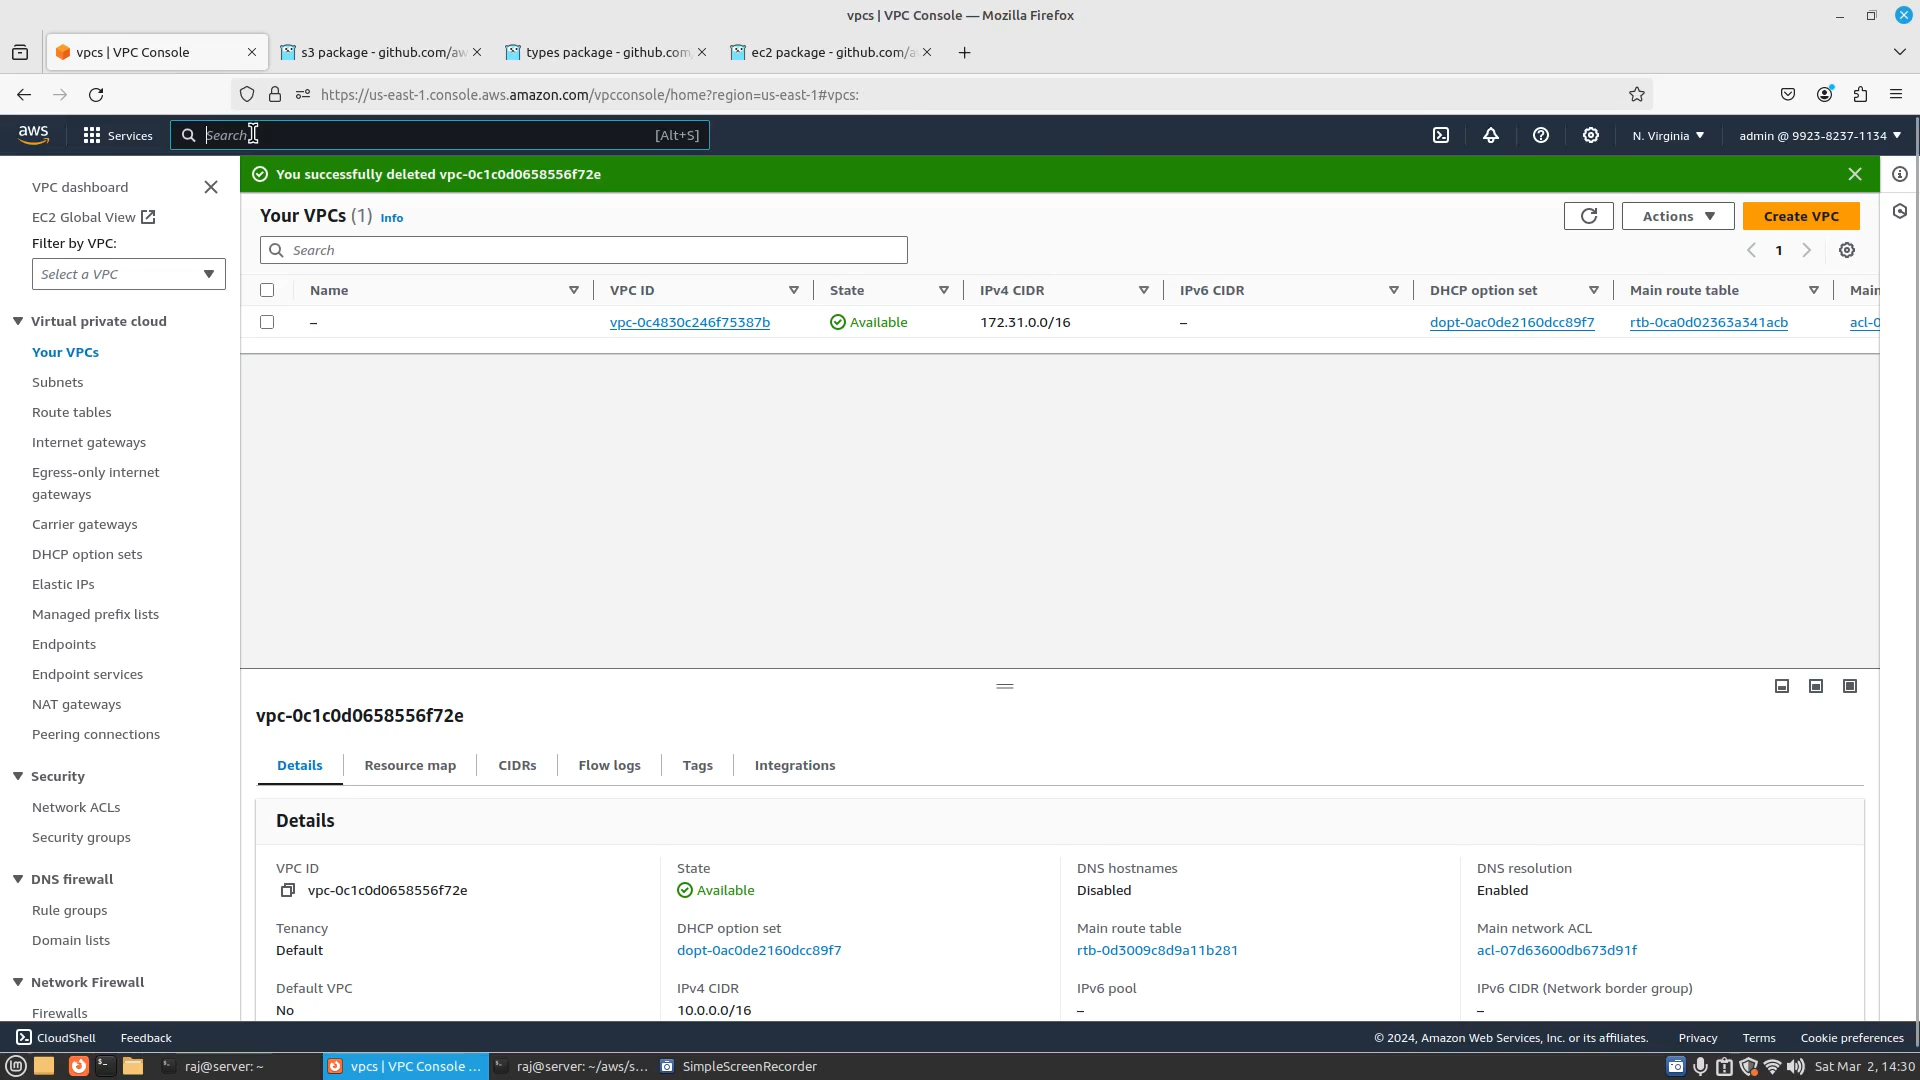 vpcs | VPC Console — Mozilla Firefox
vpcs | VPC Console
s3 package - github.com/aw
types package - github.com,
ec2 package - github.com/a
https://us-east-1.console.aws.amazon.com/vpcconsole/home?region=us-east-1#vpcs:
aws
Services
Search
[Alt+S]
N. Virginia
admin @ 9923-8237-1134
VPC dashboard
EC2 Global View
Filter by VPC:
Select a VPC
Virtual private cloud
Your VPCs
Subnets
Route tables
Internet gateways
Egress-only internet
gateways
Carrier gateways
DHCP option sets
Elastic IPs
Managed prefix lists
Endpoints
Endpoint services
NAT gateways
Peering connections
Security
Network ACLs
Security groups
DNS firewall
Rule groups
Domain lists
Network Firewall
Firewalls
You successfully deleted vpc-0c1c0d0658556f72e
Your VPCs (1) Info
Actions
Create VPC
Search
1
Name VPC ID State IPv4 CIDR IPv6 CIDR DHCP option set Main route table Main
– vpc-0c4830c246f75387b Available 172.31.0.0/16 – dopt-0ac0de2160dcc89f7 rtb-0ca0d02363a341acb acl-0
vpc-0c1c0d0658556f72e
Details Resource map CIDRs Flow logs Tags Integrations
Details
VPC ID State DNS hostnames DNS resolution
vpc-0c1c0d0658556f72e Available Disabled Enabled
Tenancy DHCP option set Main route table Main network ACL
Default dopt-0ac0de2160dcc89f7 rtb-0d3009c8d9a11b281 acl-07d63600db673d91f
Default VPC IPv4 CIDR IPv6 pool IPv6 CIDR (Network border group)
No 10.0.0.0/16 – –
CloudShell Feedback © 2024, Amazon Web Services, Inc. or its affiliates. Privacy Terms Cookie preferences
raj@server: ~ vpcs | VPC Console ... raj@server: ~/aws/s... SimpleScreenRecorder Sat Mar 2, 14:30